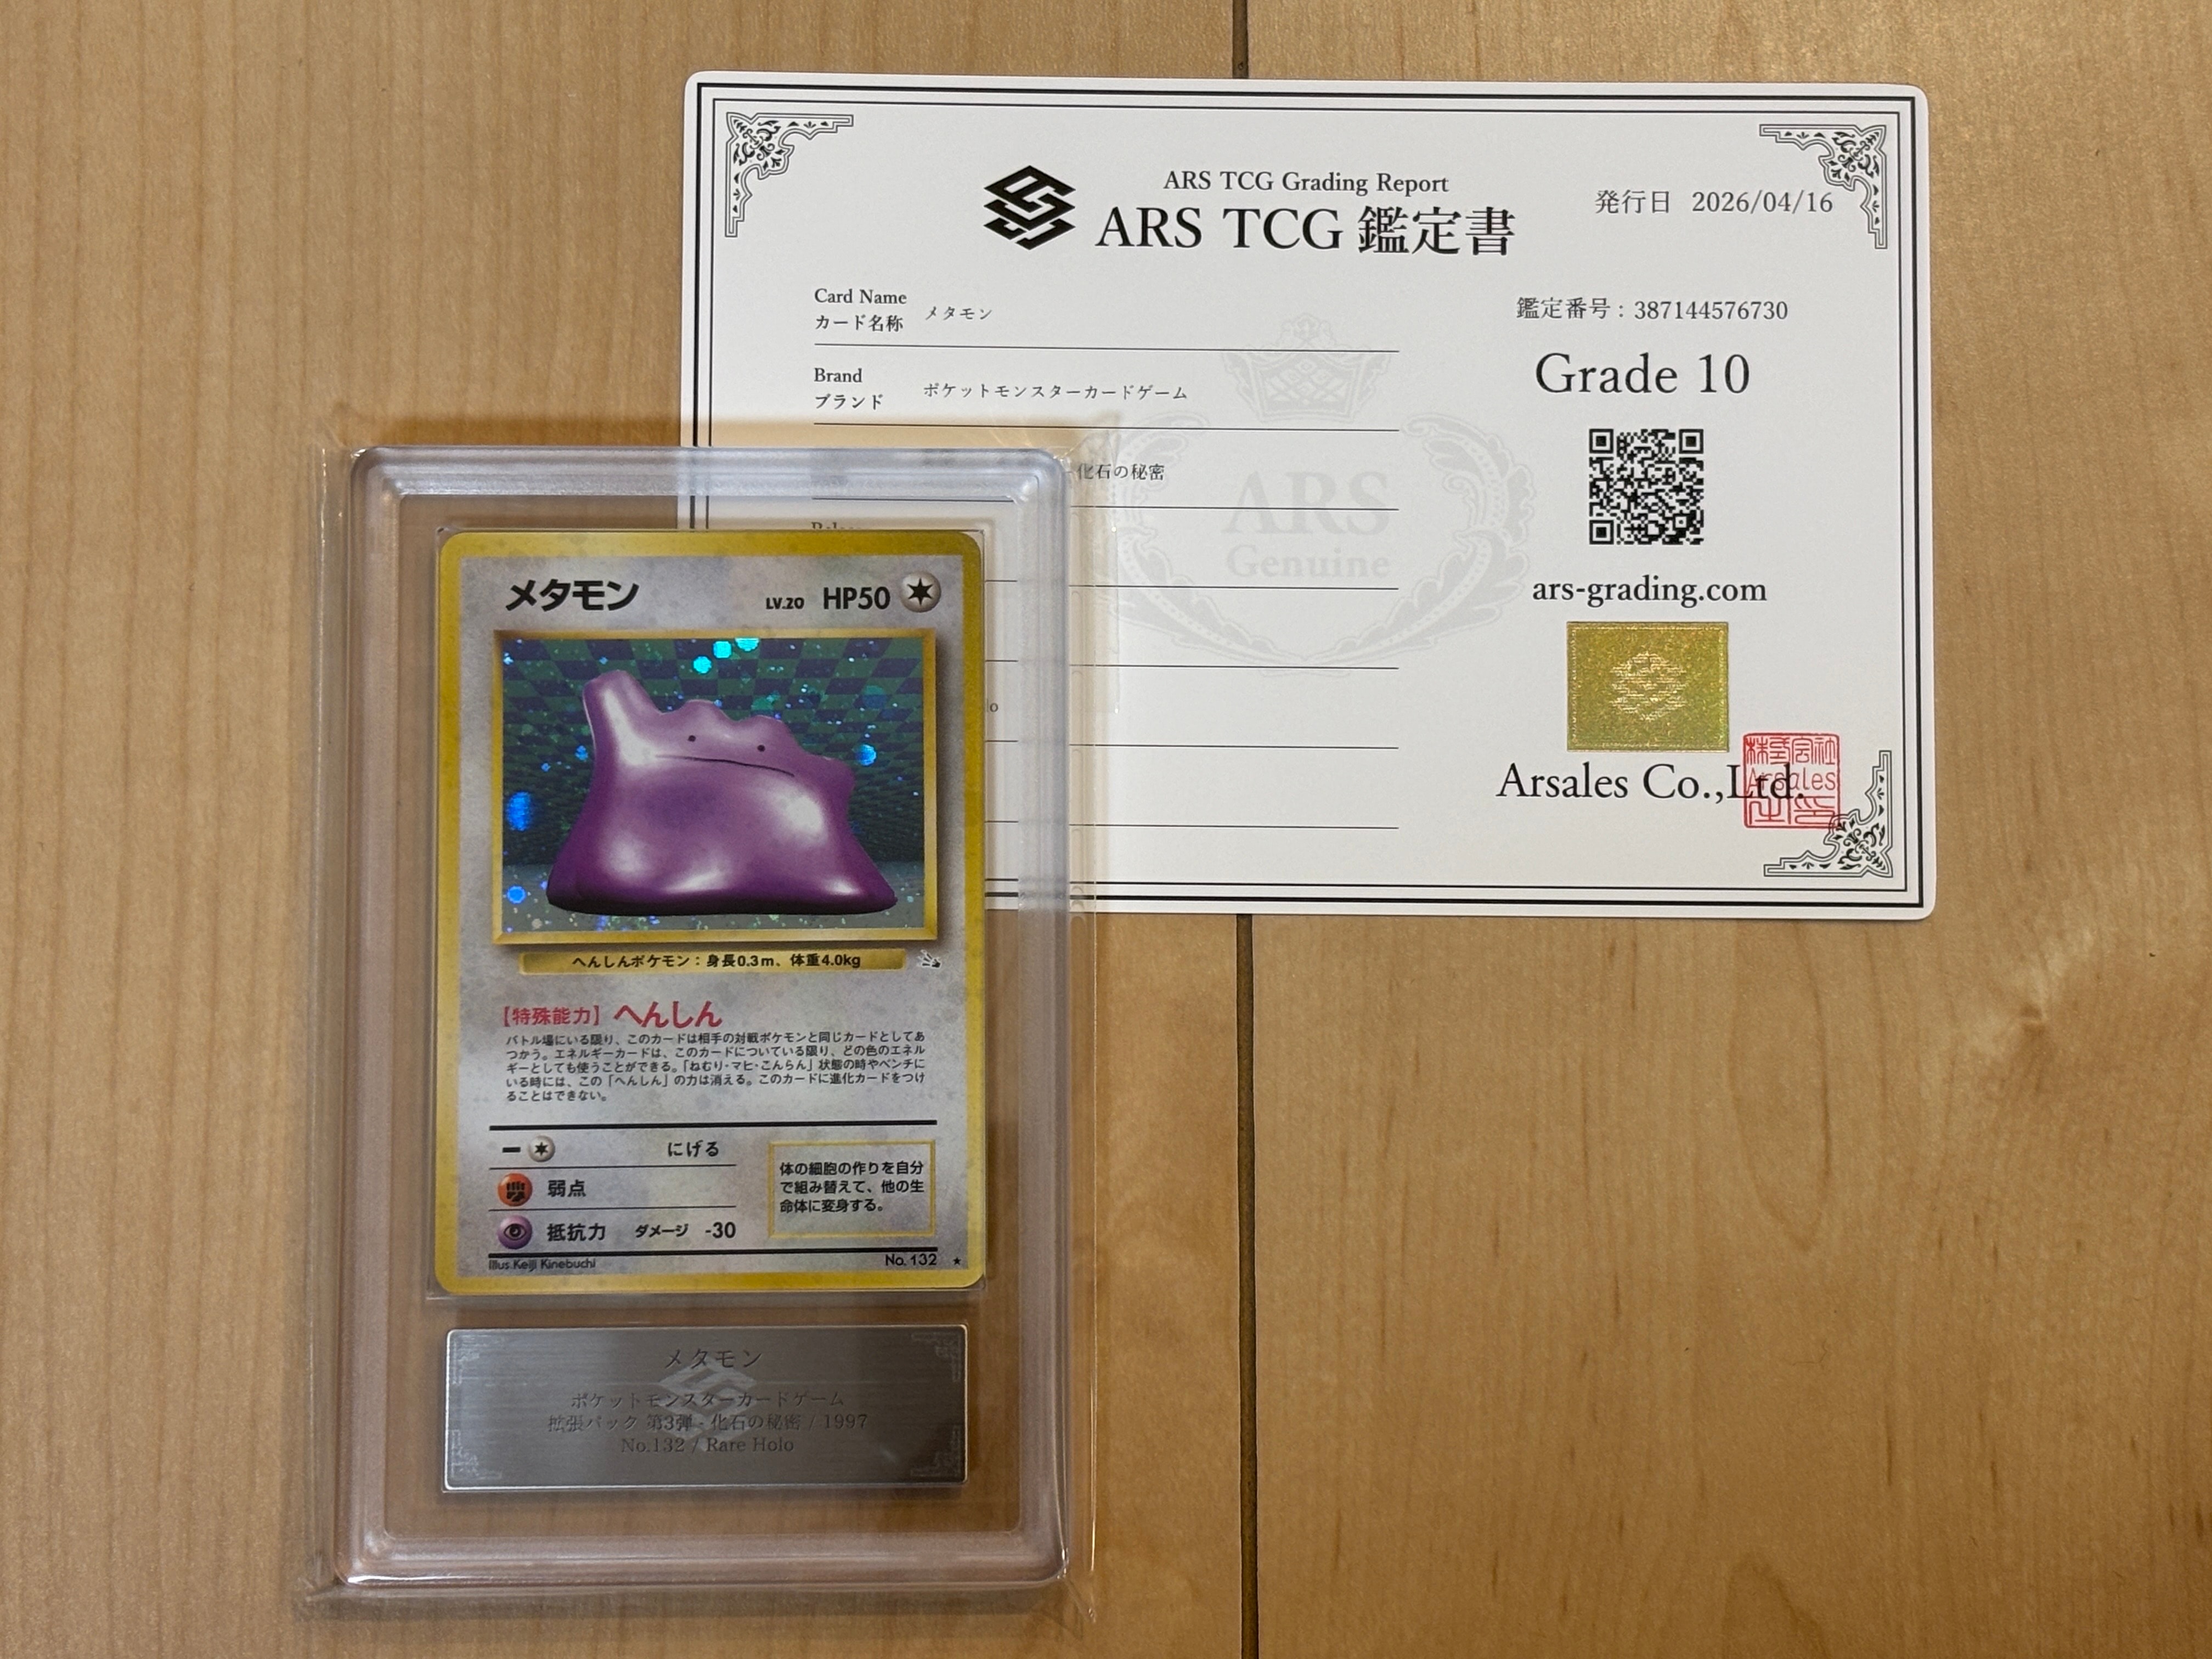 ARS TCG Grading Report
ARS TCG 鑑定書
発行日 2026/04/16
Card Name
カード名称
メタモン
Brand
ブランド
ポケットモンスターカードゲーム
化石の秘密
鑑定番号 : 387144576730
Grade 10
ars-grading.com
Arsales Co.,Ltd.
株式会社
Arsales
ARS
Genuine
メタモン LV.20 HP50
へんしんポケモン：身長0.3m、体重4.0kg
【特殊能力】へんしん
バトル場にいる限り、このカードは相手の対戦ポケモンと同じカードとしてあ
つかう。エネルギーカードは、このカードについている限り、どの色のエネル
ギーとしても使うことができる。「ねむり・マヒ・こんらん」状態の時やベンチに
いる時には、この「へんしん」の力は消える。このカードに進化カードをつけ
ることはできない。
にげる
弱点
抵抗力 ダメージ -30
体の細胞の作りを自分
で組み替えて、他の生
命体に変身する。
Illus. Keiji Kinebuchi
No. 132 ★
メタモン
ポケットモンスターカードゲーム
拡張パック 第3弾 - 化石の秘密 / 1997
No.132 / Rare Holo